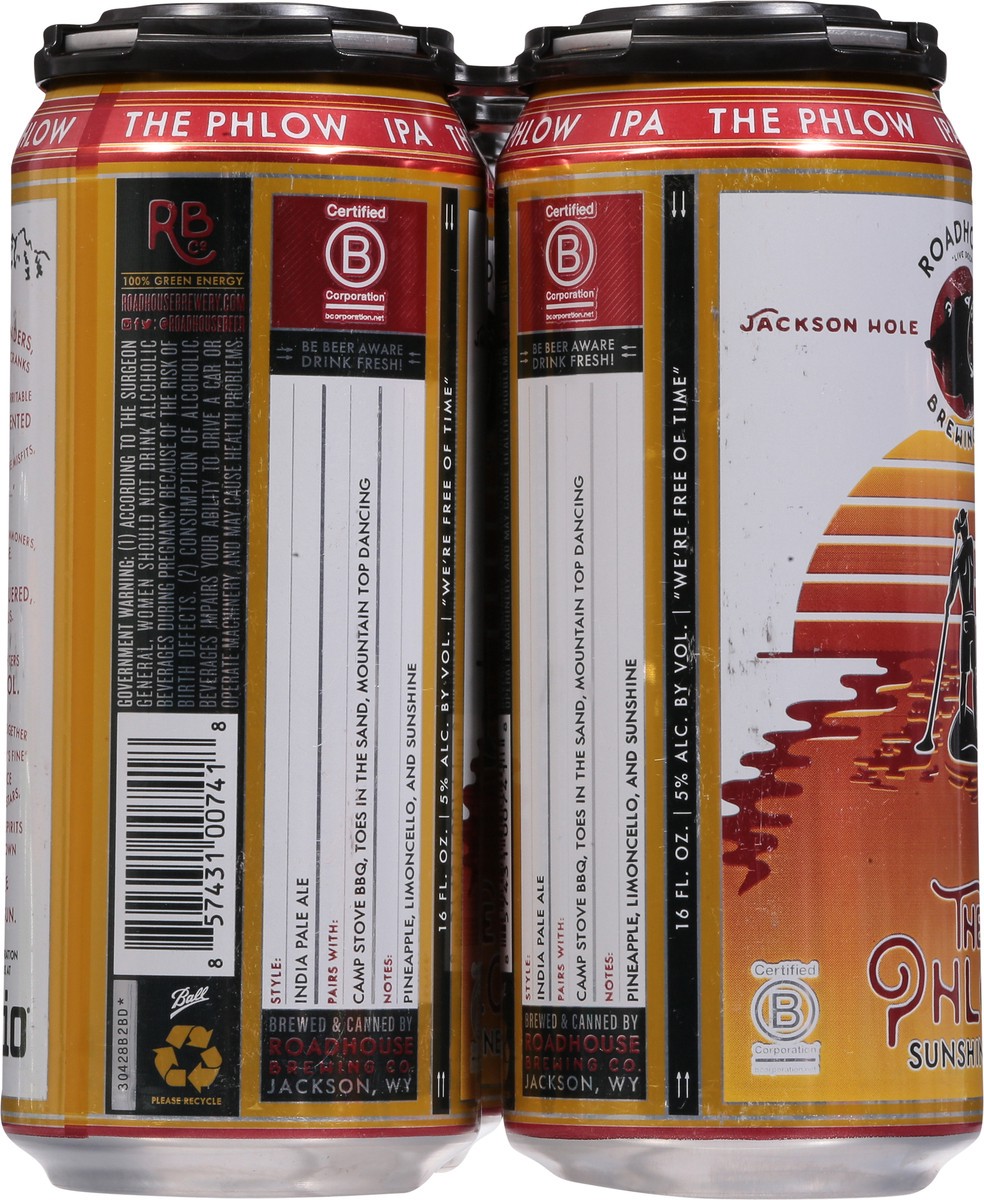 THE PHLOW IPA
RB
Co
100% GREEN ENERGY
ROADHOUSEBREWERY.COM
GOVERNMENT WARNING: (1) ACCORDING TO THE SURGEON
GENERAL, WOMEN SHOULD NOT DRINK ALCOHOLIC
BEVERAGES DURING PREGNANCY BECAUSE OF THE RISK OF
BIRTH DEFECTS. (2) CONSUMPTION OF ALCOHOLIC
BEVERAGES IMPAIRS YOUR ABILITY TO DRIVE A CAR OR
OPERATE MACHINERY AND MAY CAUSE HEALTH PROBLEMS.
8 57431 00741 8
30428B2BD*
Ball
PLEASE RECYCLE
Certified
B
Corporation
bcorporation.net
BE BEER AWARE
DRINK FRESH!
STYLE:
INDIA PALE ALE
PAIRS WITH:
CAMP STOVE BBQ, TOES IN THE SAND, MOUNTAIN TOP DANCING
NOTES:
PINEAPPLE, LIMONCELLO, AND SUNSHINE
BREWED & CANNED BY
ROADHOUSE
BREWING CO.
JACKSON, WY
16 FL. OZ. | 5% ALC. BY VOL. | "WE'RE FREE OF TIME"
PHLOW IPA THE PHLOW
Certified
B
Corporation
bcorporation.net
BE BEER AWARE
DRINK FRESH!
STYLE:
INDIA PALE ALE
PAIRS WITH:
CAMP STOVE BBQ, TOES IN THE SAND, MOUNTAIN TOP DANCING
NOTES:
PINEAPPLE, LIMONCELLO, AND SUNSHINE
BREWED & CANNED BY
ROADHOUSE
BREWING CO.
JACKSON, WY
16 FL. OZ. | 5% ALC. BY VOL. | "WE'RE FREE OF TIME"
JACKSON HOLE
THE
Certified
B
Corporation
bcorporation.net